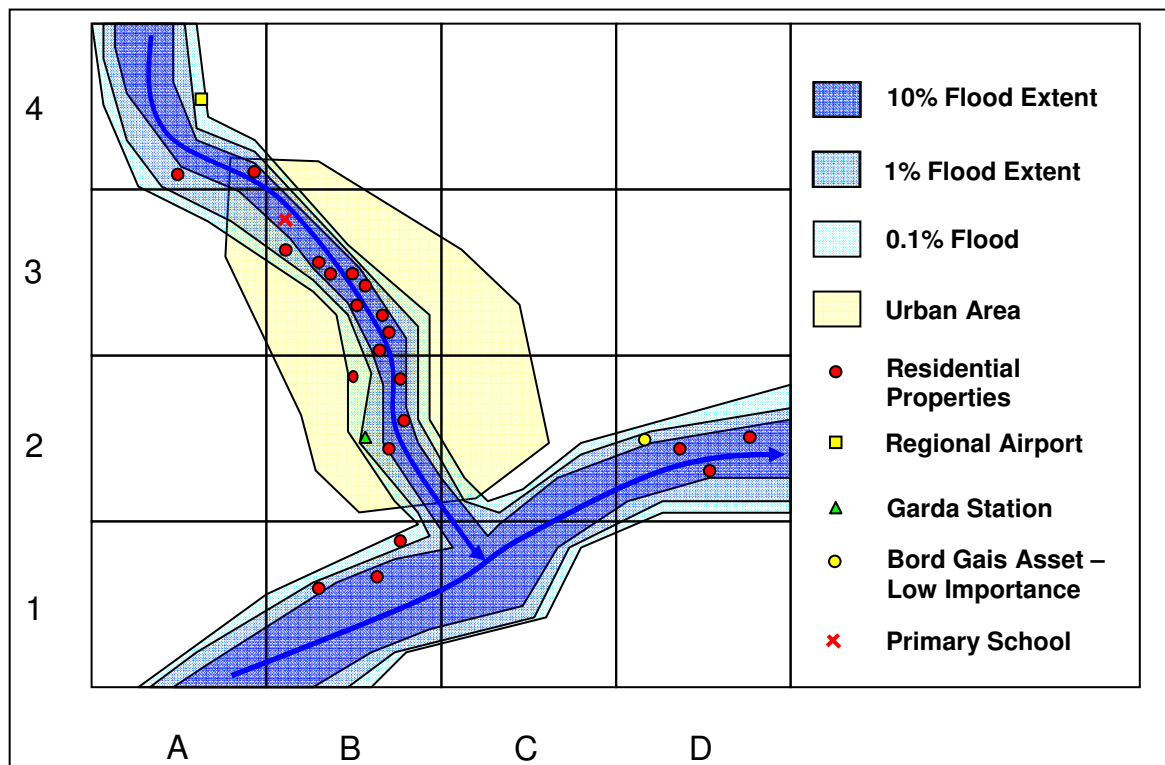 4
3
2
1
A
B
C
D
10% Flood Extent
1% Flood Extent
0.1% Flood
Urban Area
Residential
Properties
Regional Airport
Garda Station
Bord Gais Asset –
Low Importance
Primary School